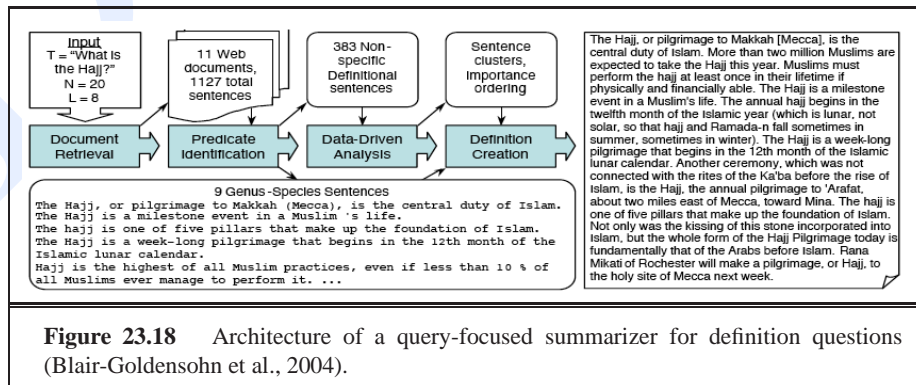 Input
T = "What is
the Hajj?"
N = 20
L = 8
11 Web
documents,
1127 total
sentences
383 Non-
specific
Definitional
sentences
Sentence
clusters,
Importance
ordering
Document
Retrieval
Predicate
Identification
Data-Driven
Analysis
Definition
Creation
9 Genus-Species Sentences
The Hajj, or pilgrimage to Makkah (Mecca), is the central duty of Islam.
The Hajj is a milestone event in a Muslim 's life.
The hajj is one of five pillars that make up the foundation of Islam.
The Hajj is a week-long pilgrimage that begins in the 12th month of the
Islamic lunar calendar.
Hajj is the highest of all Muslim practices, even if less than 10 % of
all Muslims ever manage to perform it. ...
The Hajj, or pilgrimage to Makkah [Mecca], is the
central duty of Islam. More than two million Muslims are
expected to take the Hajj this year. Muslims must
perform the hajj at least once in their lifetime if
physically and financially able. The Hajj is a milestone
event in a Muslim's life. The annual hajj begins in the
twelfth month of the Islamic year (which is lunar, not
solar, so that hajj and Ramada-n fall sometimes in
summer, sometimes in winter). The Hajj is a week-long
pilgrimage that begins in the 12th month of the Islamic
lunar calendar. Another ceremony, which was not
connected with the rites of the Ka'ba before the rise of
Islam, is the Hajj, the annual pilgrimage to 'Arafat,
about two miles east of Mecca, toward Mina. The hajj is
one of five pillars that make up the foundation of Islam.
Not only was the kissing of this stone incorporated into
Islam, but the whole form of the Hajj Pilgrimage today is
fundamentally that of the Arabs before Islam. Rana
Mikati of Rochester will make a pilgrimage, or Hajj, to
the holy site of Mecca next week.
Figure 23.18 Architecture of a query-focused summarizer for definition questions
(Blair-Goldensohn et al., 2004).